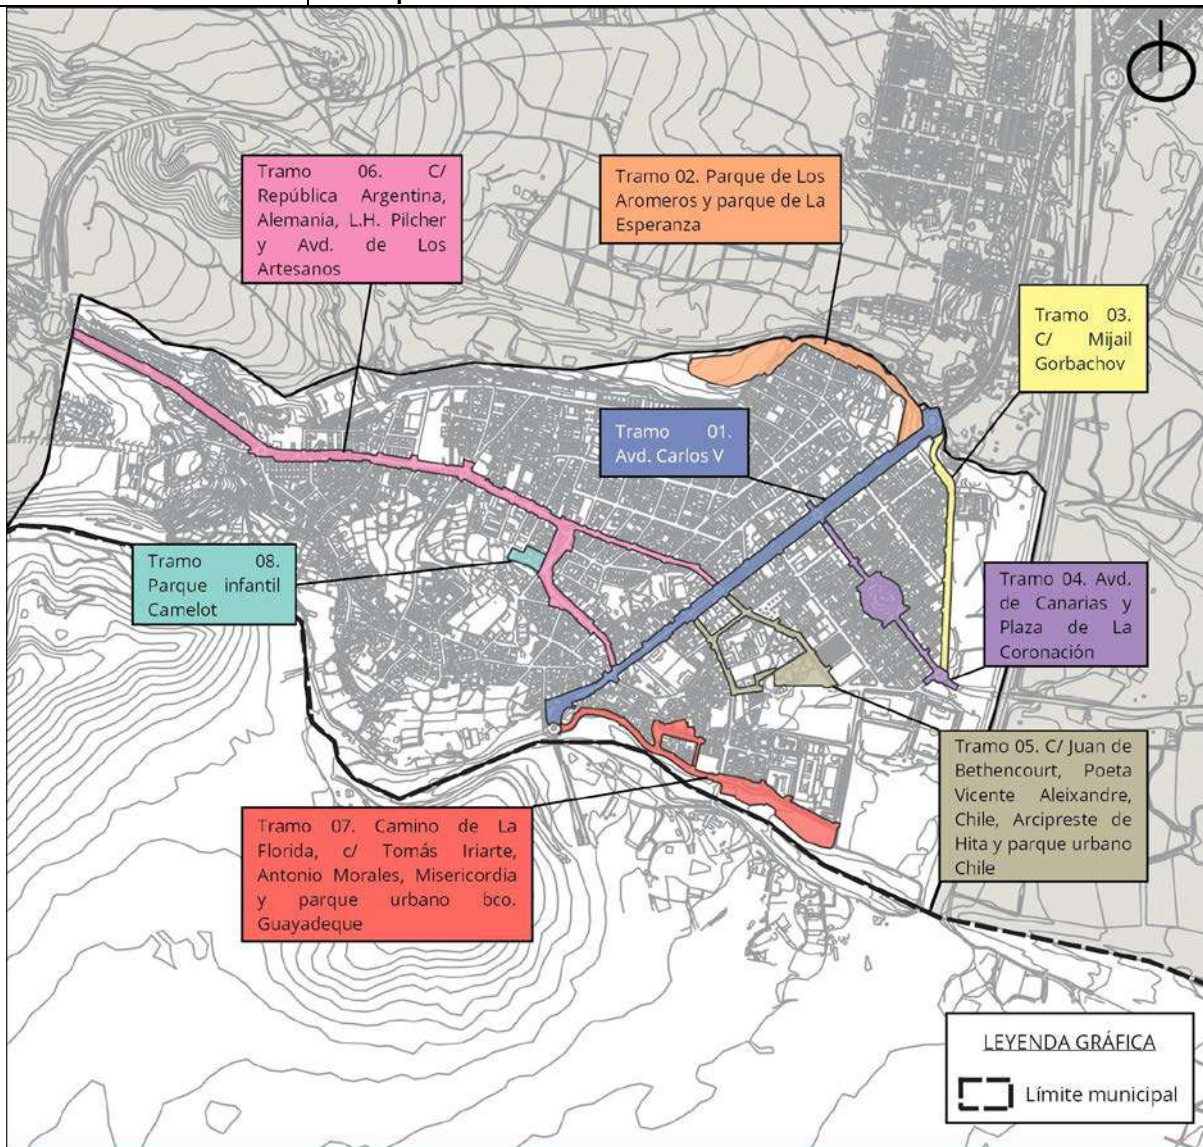 Tramo 06. C/
República Argentina,
Alemania, L.H. Pilcher
y Avd. de Los
Artesanos
Tramo 02. Parque de Los
Aromeros y parque de La
Esperanza
Tramo 03.
C/ Mijail
Gorbachov
Tramo 01.
Avd. Carlos V
Tramo 08.
Parque infantil
Camelot
Tramo 04. Avd.
de Canarias y
Plaza de La
Coronación
Tramo 05. C/ Juan de
Bethencourt, Poeta
Vicente Aleixandre,
Chile, Arcipreste de
Hita y parque urbano
Chile
Tramo 07. Camino de La
Florida, c/ Tomás Iriarte,
Antonio Morales, Misericordia
y parque urbano bco.
Guayadeque
LEYENDA GRÁFICA
Límite municipal